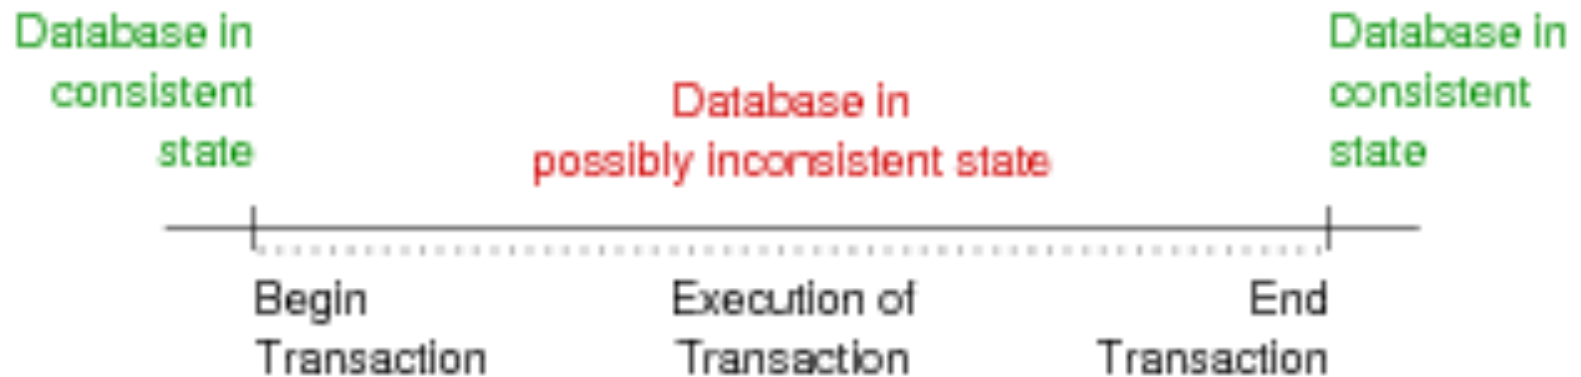 Database in
consistent
state
Database in
possibly inconsistent state
Database in
consistent
state
Begin
Transaction
Execution of
Transaction
End
Transaction